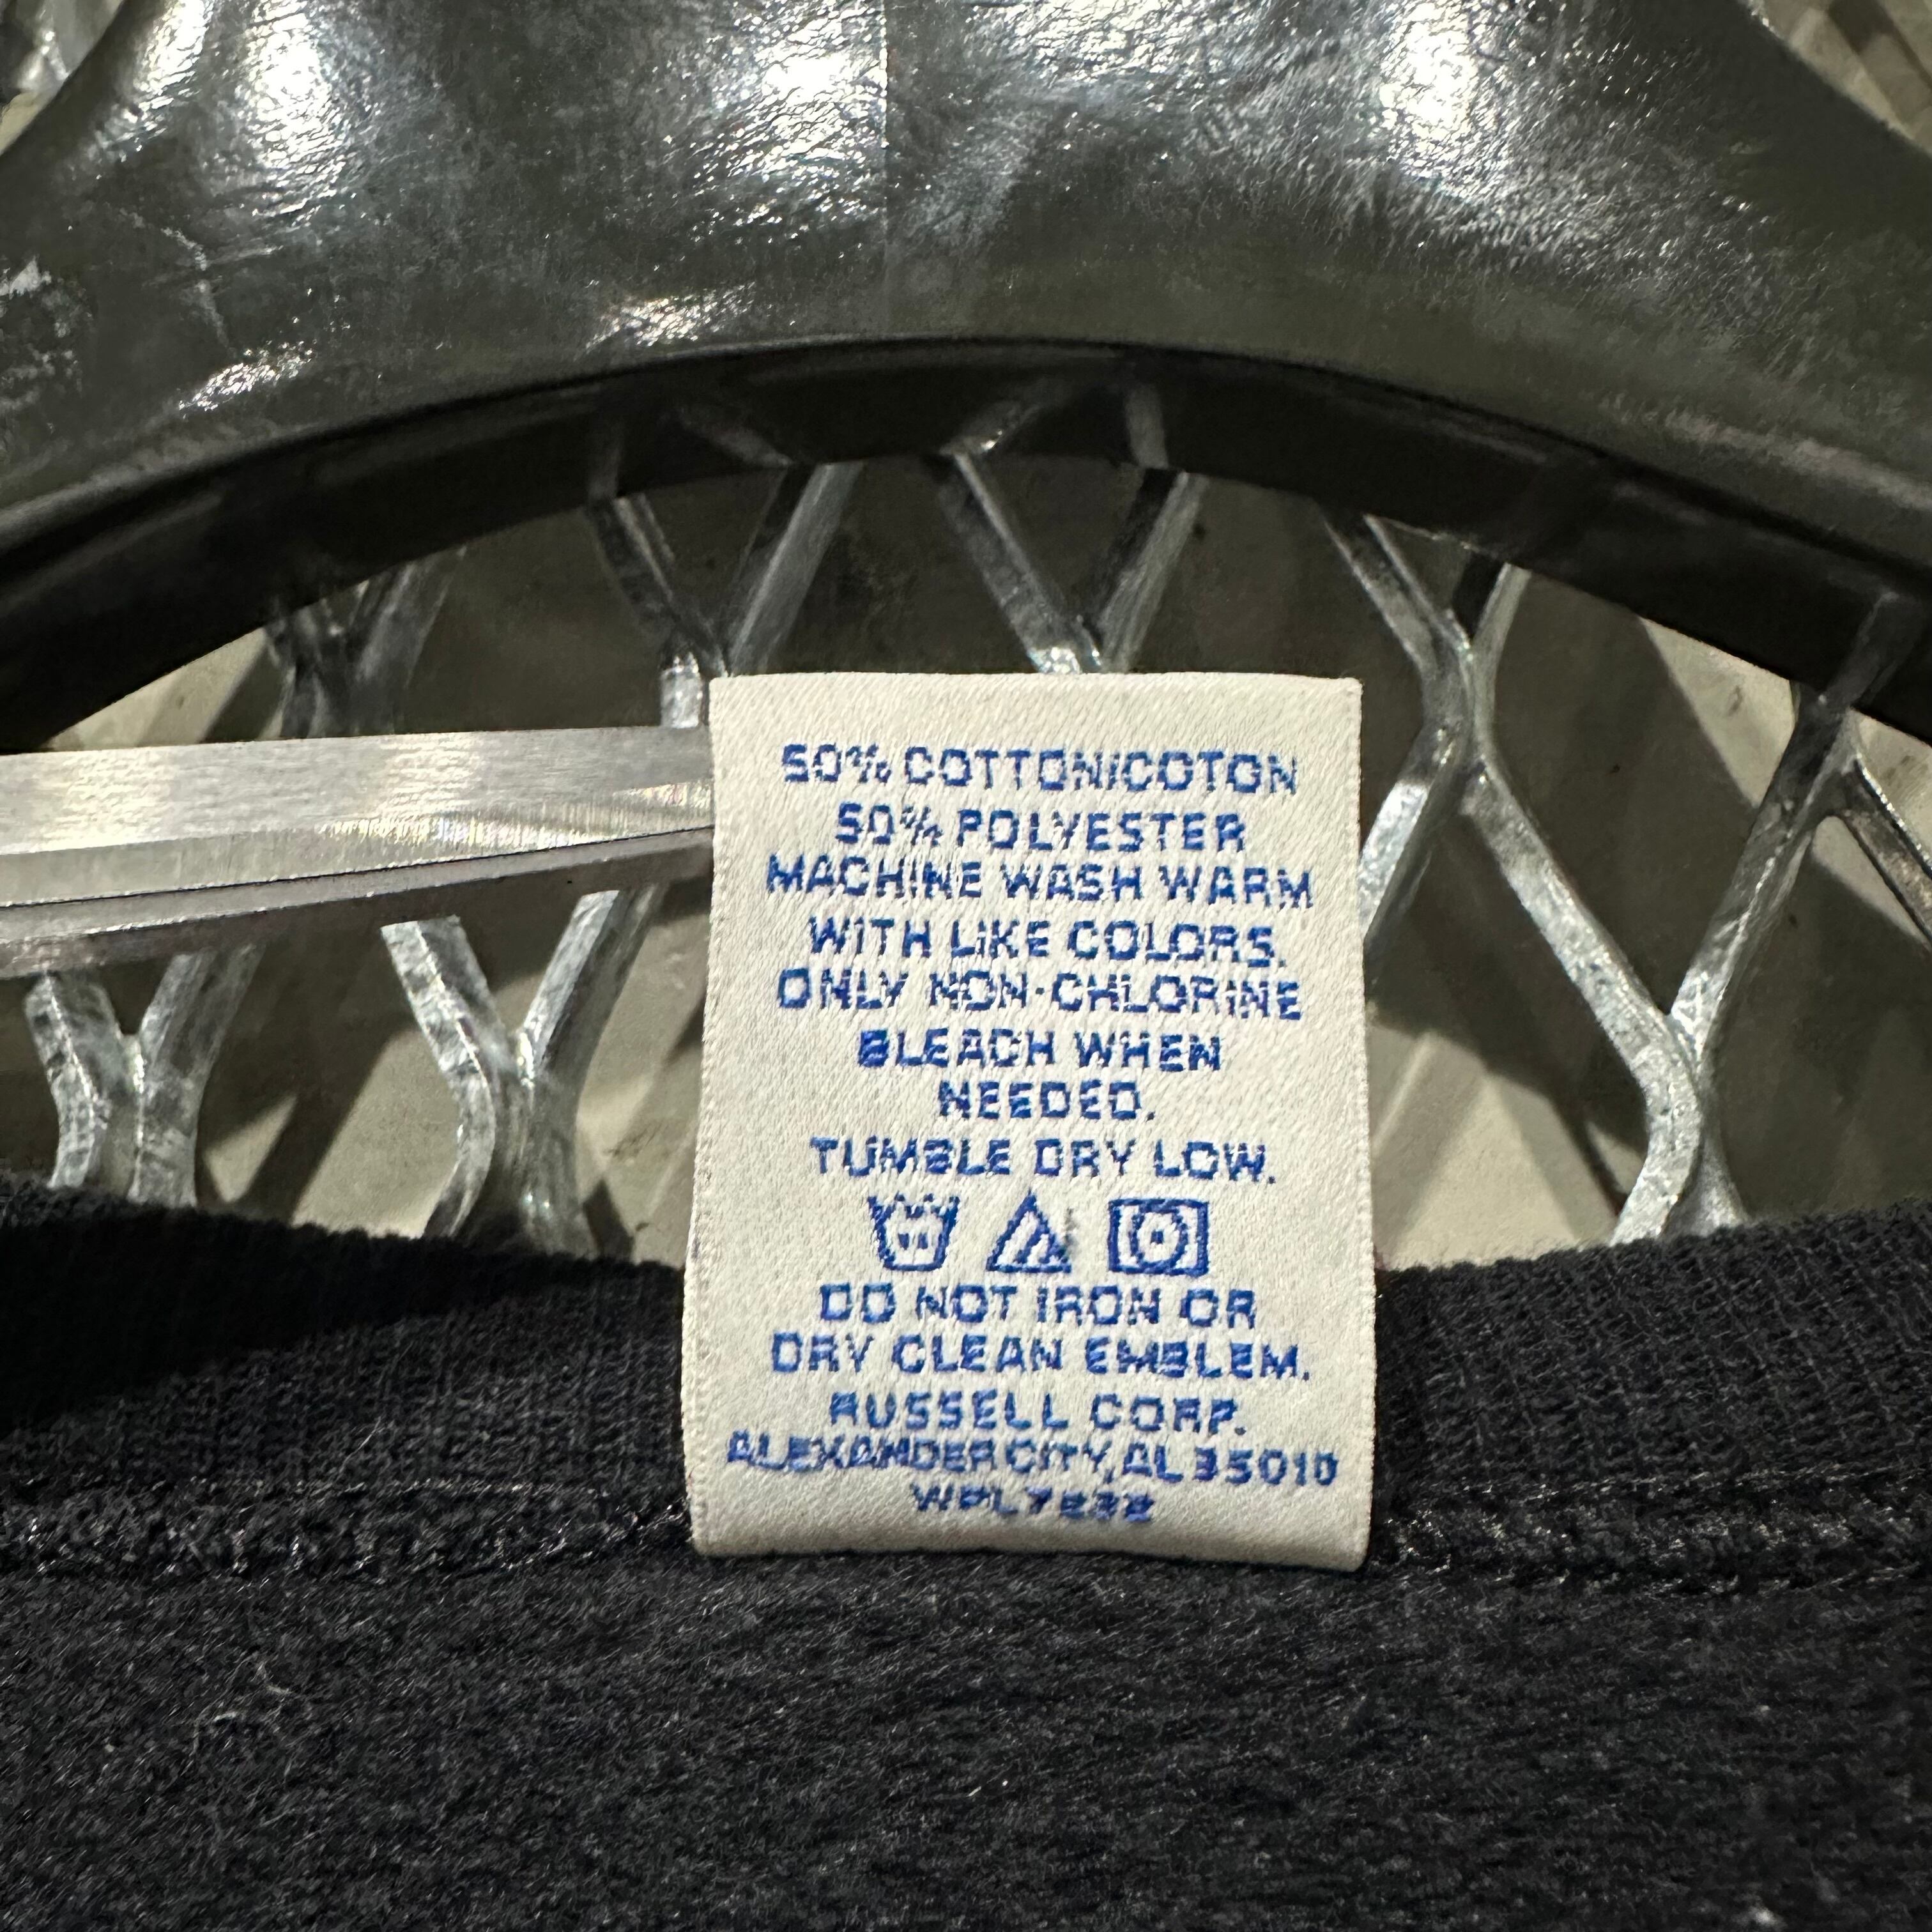 50% COTTON/COTON
50% POLYESTER
MACHINE WASH WARM
WITH LIKE COLORS.
ONLY NON-CHLORINE
BLEACH WHEN
NEEDED.
TUMBLE DRY LOW.
DO NOT IRON OR
DRY CLEAN EMBLEM.
RUSSELL CORP.
ALEXANDER CITY, AL 35010